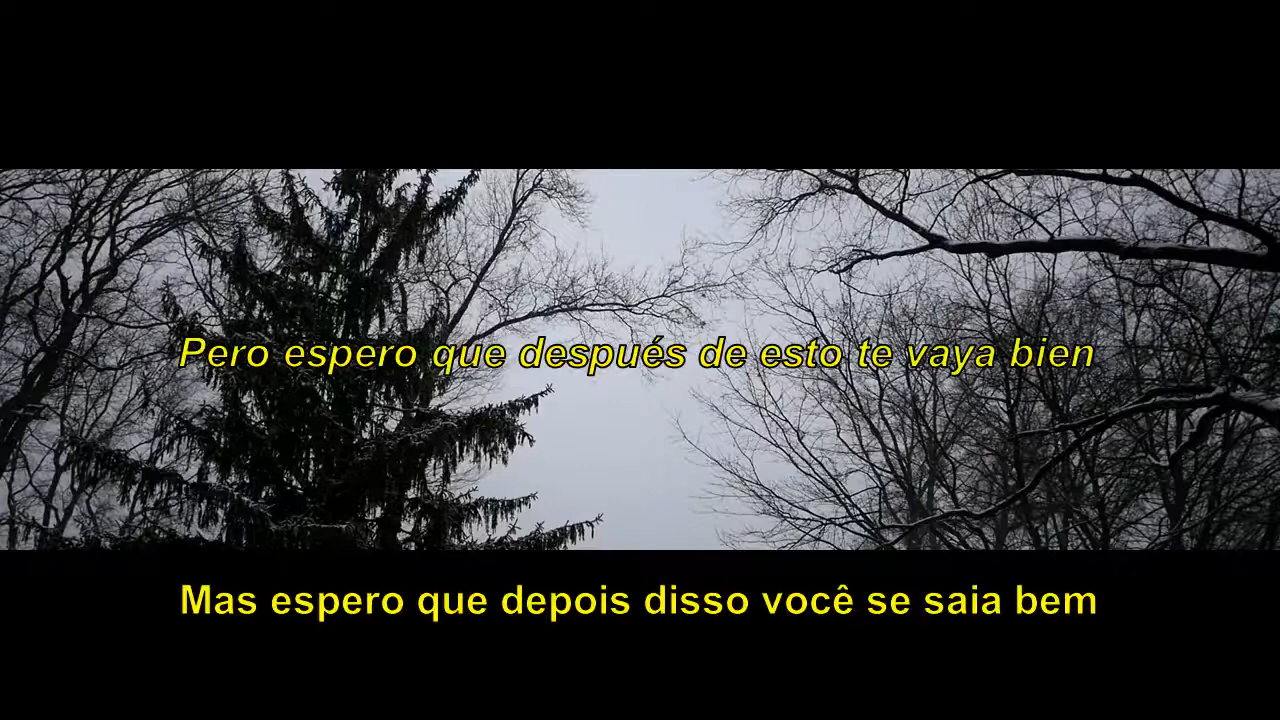 Pero espero que después de esto te vaya bien
Mas espero que depois disso você se saia bem